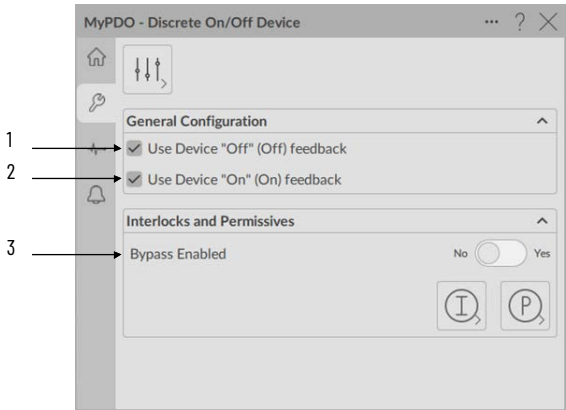 MyPDO - Discrete On/Off Device ... ?
General Configuration
1 Use Device "Off" (Off) feedback
2 Use Device "On" (On) feedback
Interlocks and Permissives
3 Bypass Enabled No Yes
I P